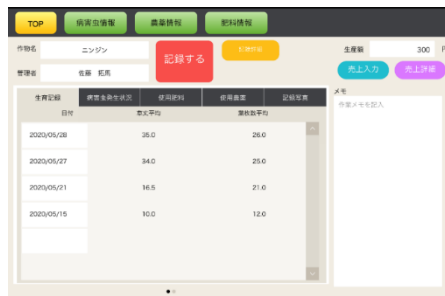 TOP 病害虫情報 農薬情報 肥料情報
作物名 ニンジン
記録する
生産額 300 円
管理者 佐藤 拓馬
売上入力 売上詳細
メモ
作業メモを記入
生育記録 病害虫発生状況 使用肥料 使用農薬 記録写真
日付 草丈平均 葉枚数平均
2020/05/28 35.0 26.0
2020/05/27 34.0 25.0
2020/05/21 16.5 21.0
2020/05/15 10.0 12.0